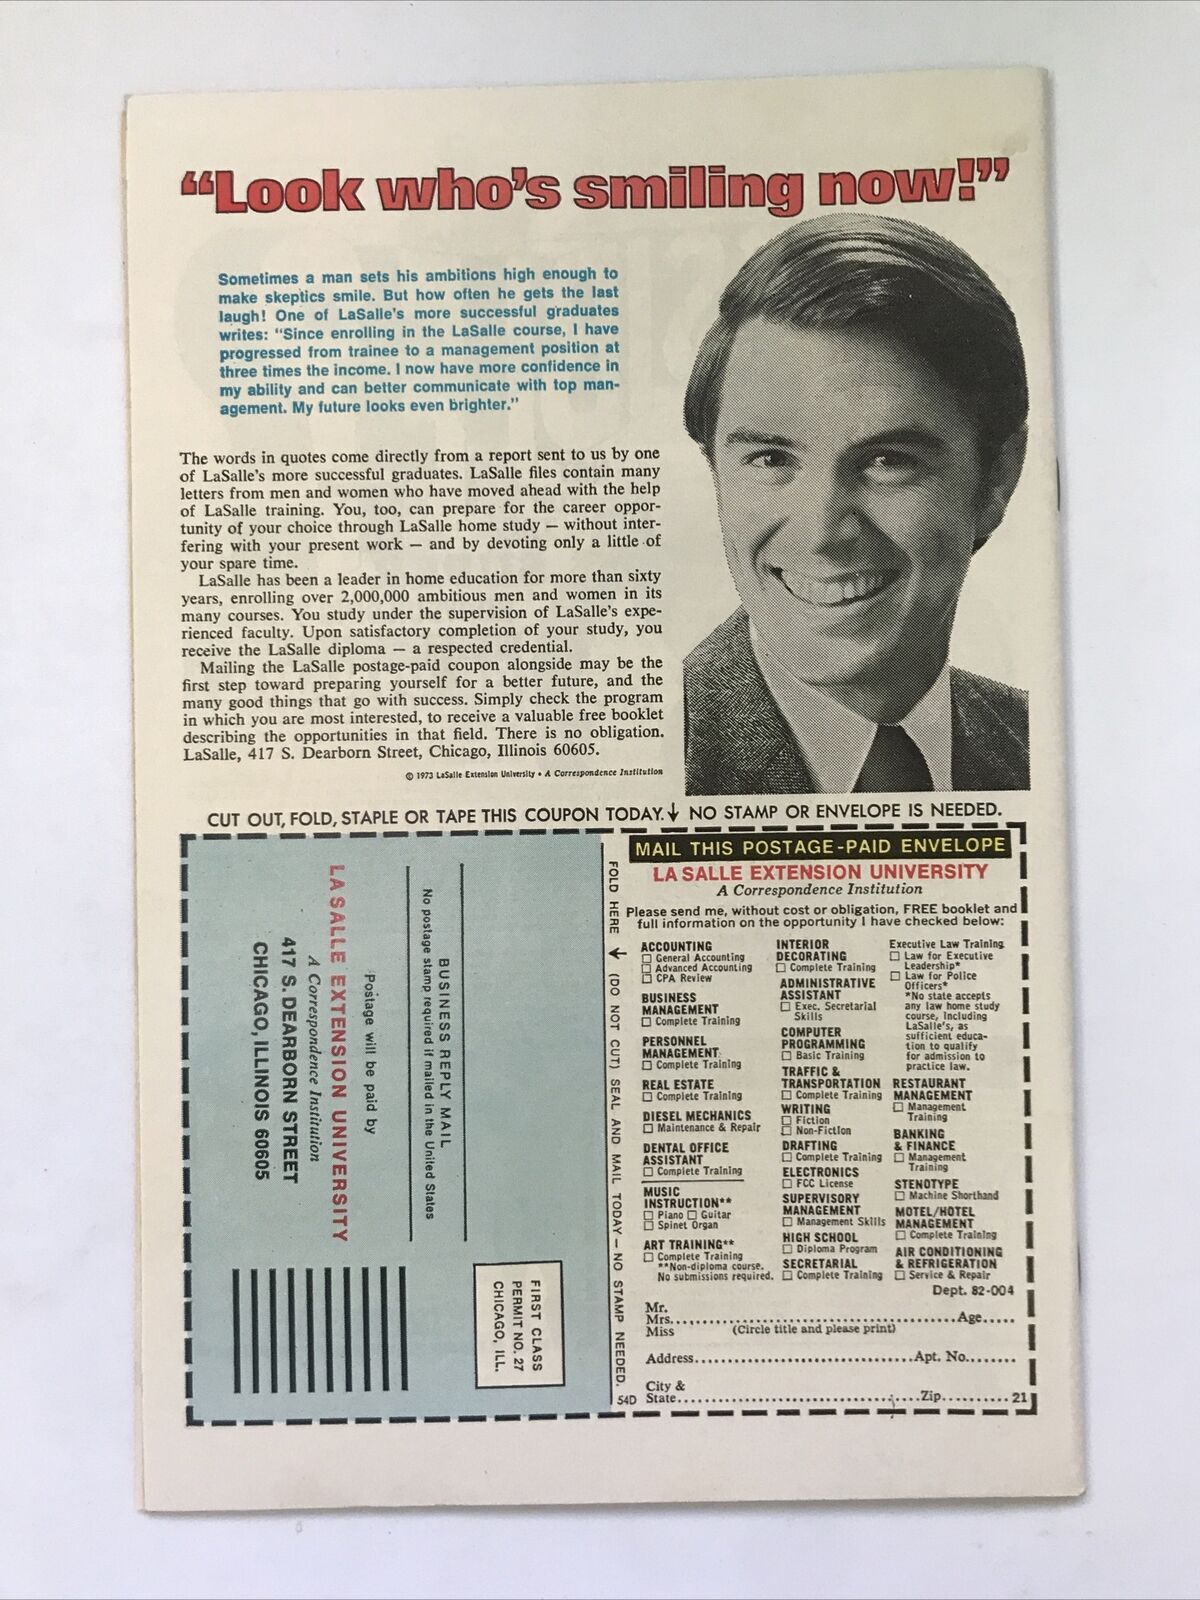 “Look who’s smiling now!”
Sometimes a man sets his ambitions high enough to
make skeptics smile. But how often he gets the last
laugh! One of LaSalle’s more successful graduates
writes: “Since enrolling in the LaSalle course, I have
progressed from trainee to a management position at
three times the income. I now have more confidence in
my ability and can better communicate with top man-
agement. My future looks even brighter.”
The words in quotes come directly from a report sent to us by one
of LaSalle’s more successful graduates. LaSalle files contain many
letters from men and women who have moved ahead with the help
of LaSalle training. You, too, can prepare for the career oppor-
tunity of your choice through LaSalle home study — without inter-
fering with your present work — and by devoting only a little of
your spare time.
LaSalle has been a leader in home education for more than sixty
years, enrolling over 2,000,000 ambitious men and women in its
many courses. You study under the supervision of LaSalle’s expe-
rienced faculty. Upon satisfactory completion of your study, you
receive the LaSalle diploma — a respected credential.
Mailing the LaSalle postage-paid coupon alongside may be the
first step toward preparing yourself for a better future, and the
many good things that go with success. Simply check the program
in which you are most interested, to receive a valuable free booklet
describing the opportunities in that field. There is no obligation.
LaSalle, 417 S. Dearborn Street, Chicago, Illinois 60605.
© 1973 LaSalle Extension University • A Correspondence Institution
CUT OUT, FOLD, STAPLE OR TAPE THIS COUPON TODAY. ↓ NO STAMP OR ENVELOPE IS NEEDED.
BUSINESS REPLY MAIL
No postage stamp required if mailed in the United States
Postage will be paid by
LA SALLE EXTENSION UNIVERSITY
A Correspondence Institution
417 S. DEARBORN STREET
CHICAGO, ILLINOIS 60605
FIRST CLASS
PERMIT NO. 27
CHICAGO, ILL.
FOLD HERE ↓ (DO NOT CUT) SEAL AND MAIL TODAY — NO STAMP NEEDED.
MAIL THIS POSTAGE-PAID ENVELOPE
LA SALLE EXTENSION UNIVERSITY
A Correspondence Institution
Please send me, without cost or obligation, FREE booklet and
full information on the opportunity I have checked below:
ACCOUNTING
□ General Accounting
□ Advanced Accounting
□ CPA Review
BUSINESS
MANAGEMENT
□ Complete Training
PERSONNEL
MANAGEMENT
□ Complete Training
REAL ESTATE
□ Complete Training
DIESEL MECHANICS
□ Maintenance & Repair
DENTAL OFFICE
ASSISTANT
□ Complete Training
MUSIC
INSTRUCTION**
□ Piano □ Guitar
□ Spinet Organ
ART TRAINING**
□ Complete Training
**Non-diploma course.
No submissions required.
INTERIOR
DECORATING
□ Complete Training
ADMINISTRATIVE
ASSISTANT
□ Exec. Secretarial
Skills
COMPUTER
PROGRAMMING
□ Basic Training
TRAFFIC &
TRANSPORTATION
□ Complete Training
WRITING
□ Fiction
□ Non-Fiction
DRAFTING
□ Complete Training
ELECTRONICS
□ FCC License
SUPERVISORY
MANAGEMENT
□ Management Skills
HIGH SCHOOL
□ Diploma Program
SECRETARIAL
□ Complete Training
Executive Law Training
□ Law for Executive
Leadership*
□ Law for Police
Officers*
*No state accepts
any law home study
course, including
LaSalle’s, as
sufficient educa-
tion to qualify
for admission to
practice law.
RESTAURANT
MANAGEMENT
□ Management
Training
BANKING
& FINANCE
□ Management
Training
STENOTYPE
□ Machine Shorthand
MOTEL/HOTEL
MANAGEMENT
□ Complete Training
AIR CONDITIONING
& REFRIGERATION
□ Service & Repair
Dept. 82-004
Mr.
Mrs. Age
Miss (Circle title and please print)
Address Apt. No.
City &
State Zip 21
54D